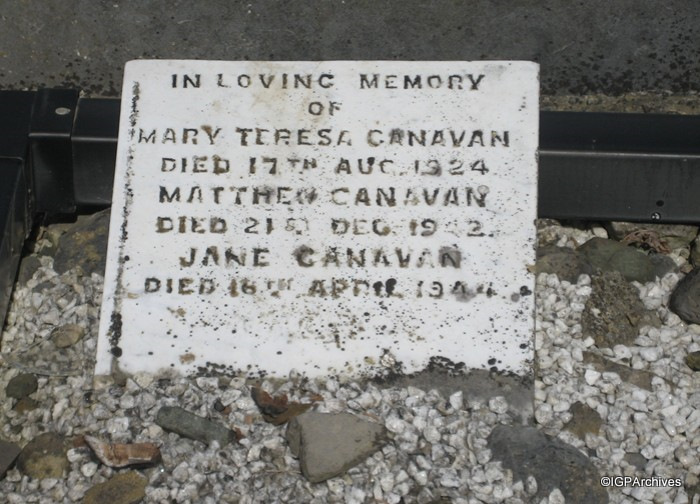 IN LOVING MEMORY
OF
MARY TERESA CANAVAN
DIED 17TH AUG. 1924
MATTHEW CANAVAN
DIED 21ST DEC.
JANE CANAVAN
DIED 16TH APRIL 1944
©IGPArchives